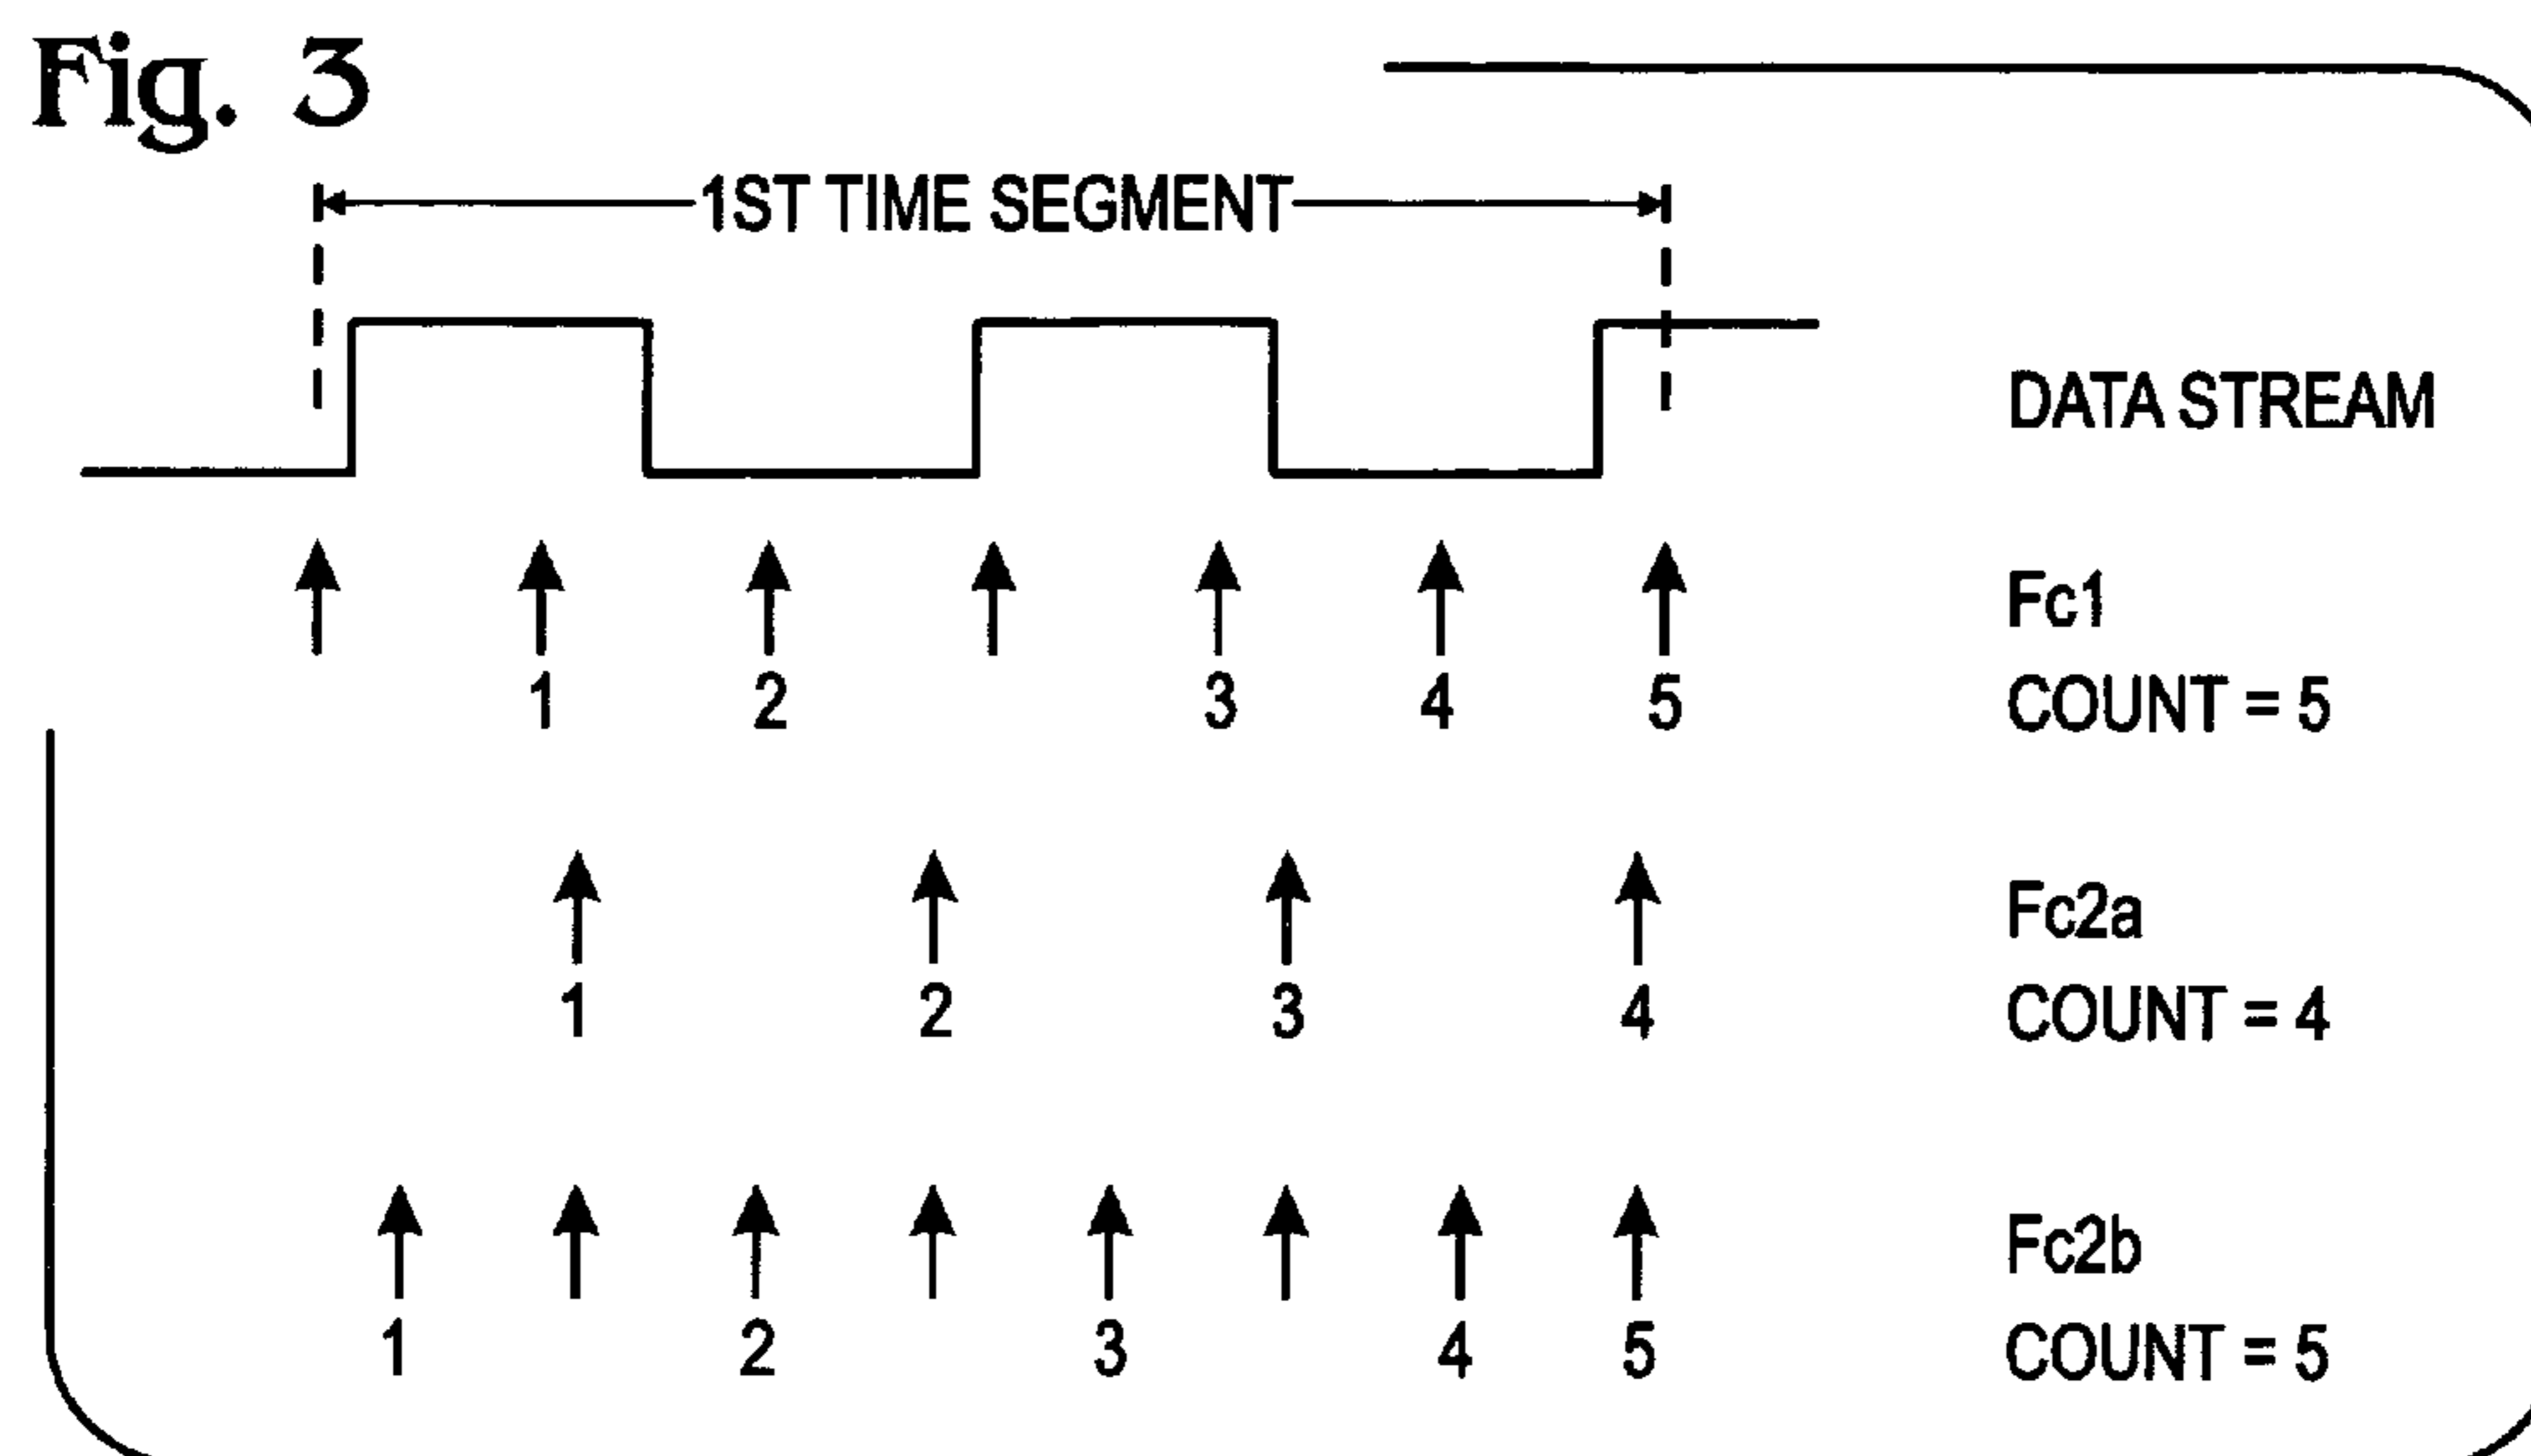 Fig. 3
1ST TIME SEGMENT
DATA STREAM
Fc1
1 2 3 4 5 COUNT = 5
Fc2a
1 2 3 4 COUNT = 4
Fc2b
1 2 3 4 5 COUNT = 5